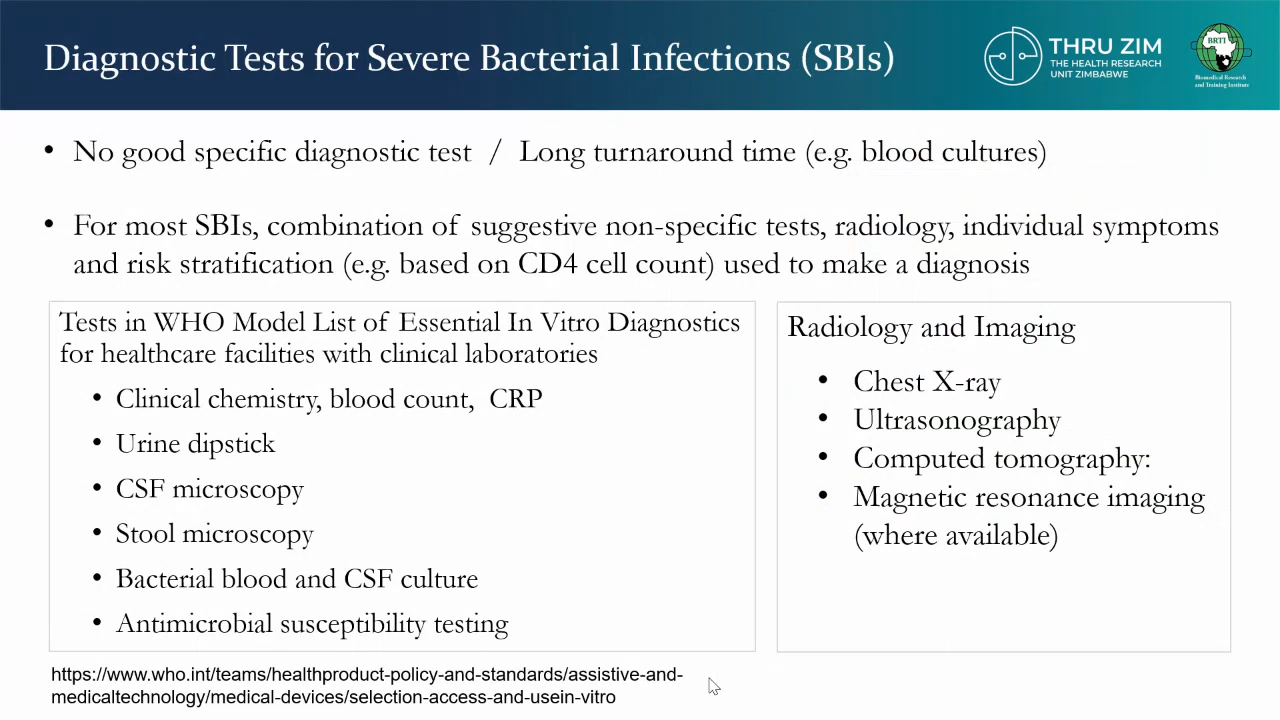 Diagnostic Tests for Severe Bacterial Infections (SBIs)
THRU ZIM
THE HEALTH RESEARCH
UNIT ZIMBABWE
BRTI
Biomedical Research
and Training Institute
• No good specific diagnostic test / Long turnaround time (e.g. blood cultures)
• For most SBIs, combination of suggestive non-specific tests, radiology, individual symptoms
and risk stratification (e.g. based on CD4 cell count) used to make a diagnosis
Tests in WHO Model List of Essential In Vitro Diagnostics
for healthcare facilities with clinical laboratories
• Clinical chemistry, blood count, CRP
• Urine dipstick
• CSF microscopy
• Stool microscopy
• Bacterial blood and CSF culture
• Antimicrobial susceptibility testing
Radiology and Imaging
• Chest X-ray
• Ultrasonography
• Computed tomography:
• Magnetic resonance imaging
(where available)
https://www.who.int/teams/healthproduct-policy-and-standards/assistive-and-
medicaltechnology/medical-devices/selection-access-and-usein-vitro